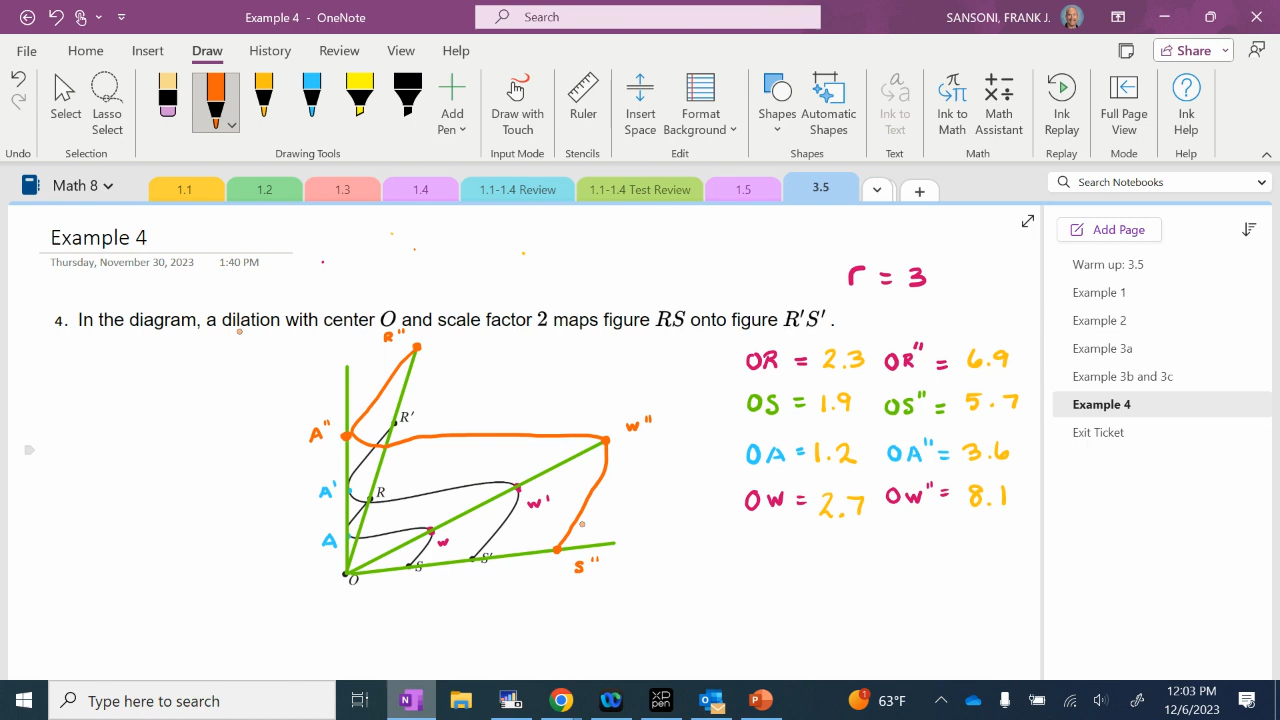 Example 4 - OneNote
Search
SANSONI, FRANK J.
File Home Insert Draw History Review View Help
Share
Undo
Select
Lasso Select
Selection
Drawing Tools
Add Pen
Draw with Touch
Input Mode
Ruler
Stencils
Insert Space
Format Background
Edit
Shapes
Automatic Shapes
Shapes
Ink to Text
Text
Ink to Math
Math Assistant
Math
Ink Replay
Replay
Full Page View
Mode
Ink Help
Help
Math 8
1.1
1.2
1.3
1.4
1.1-1.4 Review
1.1-1.4 Test Review
1.5
3.5
Search Notebooks
Add Page
Warm up: 3.5
Example 1
Example 2
Example 3a
Example 3b and 3c
Example 4
Exit Ticket
Example 4
Thursday, November 30, 2023 1:40 PM
r = 3
4. In the diagram, a dilation with center O and scale factor 2 maps figure RS onto figure R'S'.
R"
R'
A"
W"
A'
R
W'
A
W
S
S'
S"
O
OR = 2.3 OR" = 6.9
OS = 1.9 OS" = 5.7
OA = 1.2 OA" = 3.6
OW = 2.7 OW" = 8.1
Type here to search
xp pen
1
63°F
12:03 PM
12/6/2023